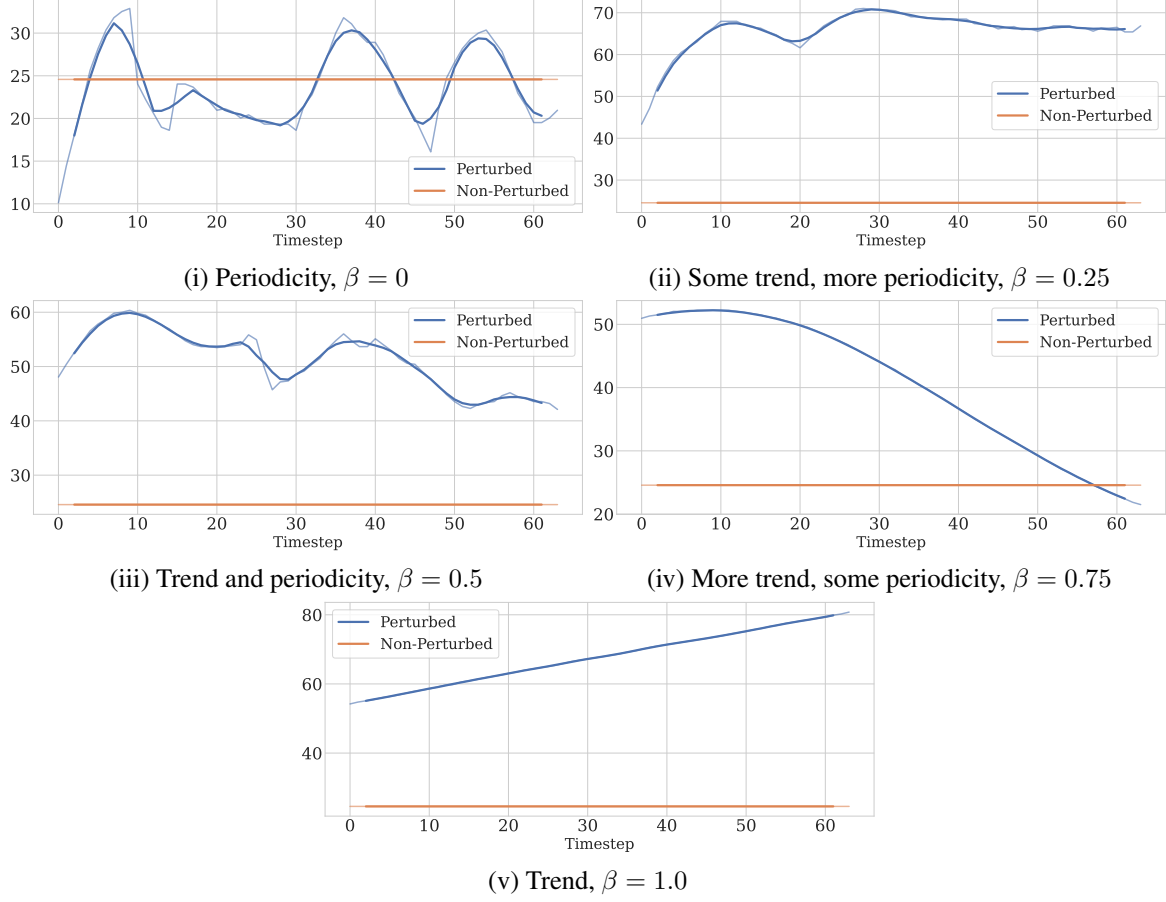 30
25
20
15
10
Perturbed
Non-Perturbed
0 10 20 30 40 50 60
Timestep
(i) Periodicity, β = 0
70
60
50
40
30
Perturbed
Non-Perturbed
0 10 20 30 40 50 60
Timestep
(ii) Some trend, more periodicity, β = 0.25
60
50
40
30
Perturbed
Non-Perturbed
0 10 20 30 40 50 60
Timestep
(iii) Trend and periodicity, β = 0.5
50
40
30
20
Perturbed
Non-Perturbed
0 10 20 30 40 50 60
Timestep
(iv) More trend, some periodicity, β = 0.75
80
60
40
Perturbed
Non-Perturbed
0 10 20 30 40 50 60
Timestep
(v) Trend, β = 1.0